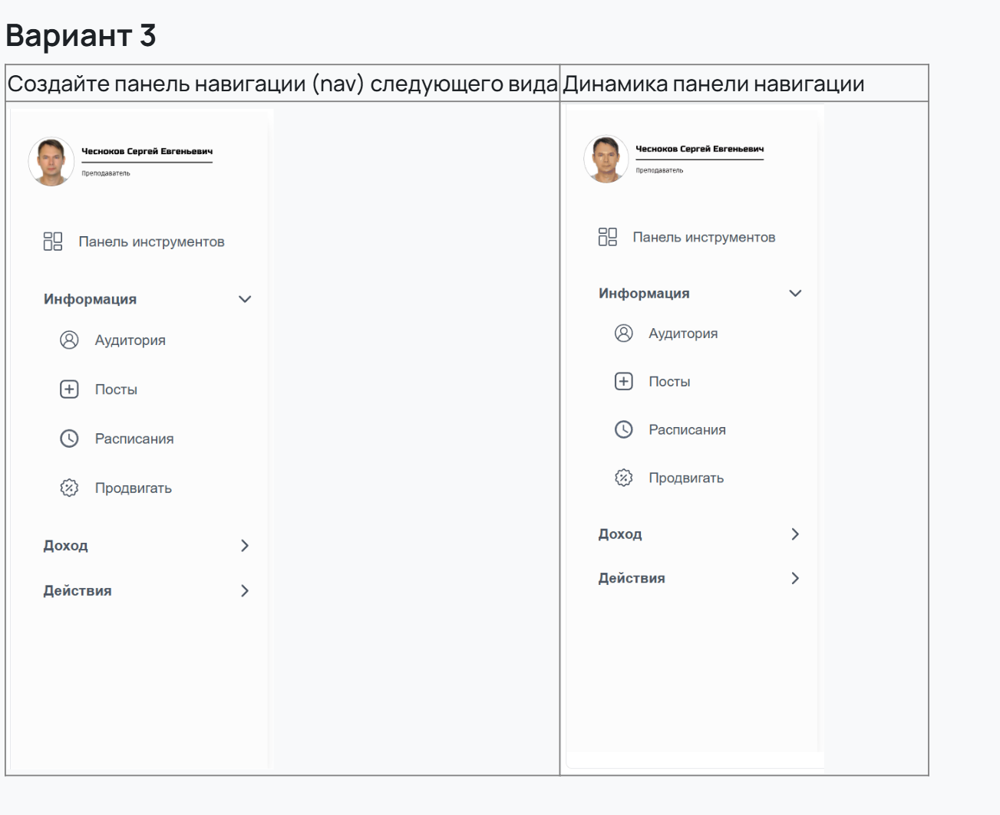 Вариант 3
Создайте панель навигации (nav) следующего вида
Динамика панели навигации
Чесноков Сергей Евгеньевич
Преподаватель
Панель инструментов
Информация
Аудитория
Посты
Расписания
Продвигать
Доход
Действия
Чесноков Сергей Евгеньевич
Преподаватель
Панель инструментов
Информация
Аудитория
Посты
Расписания
Продвигать
Доход
Действия